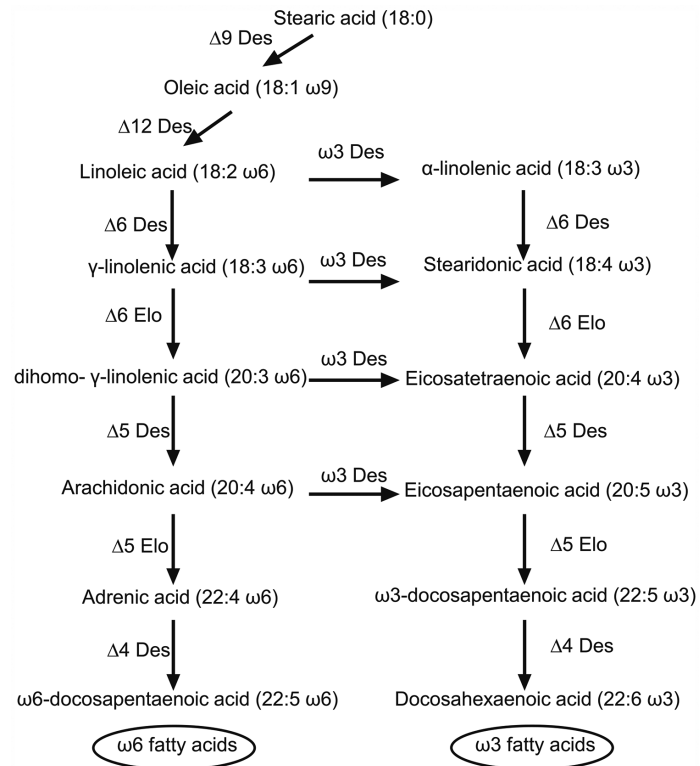 Stearic acid (18:0)
Δ9 Des
Oleic acid (18:1 ω9)
Δ12 Des
Linoleic acid (18:2 ω6)
ω3 Des
α-linolenic acid (18:3 ω3)
Δ6 Des
Δ6 Des
γ-linolenic acid (18:3 ω6)
ω3 Des
Stearidonic acid (18:4 ω3)
Δ6 Elo
Δ6 Elo
dihomo- γ-linolenic acid (20:3 ω6)
ω3 Des
Eicosatetraenoic acid (20:4 ω3)
Δ5 Des
Δ5 Des
Arachidonic acid (20:4 ω6)
ω3 Des
Eicosapentaenoic acid (20:5 ω3)
Δ5 Elo
Δ5 Elo
Adrenic acid (22:4 ω6)
ω3-docosapentaenoic acid (22:5 ω3)
Δ4 Des
Δ4 Des
ω6-docosapentaenoic acid (22:5 ω6)
Docosahexaenoic acid (22:6 ω3)
ω6 fatty acids
ω3 fatty acids